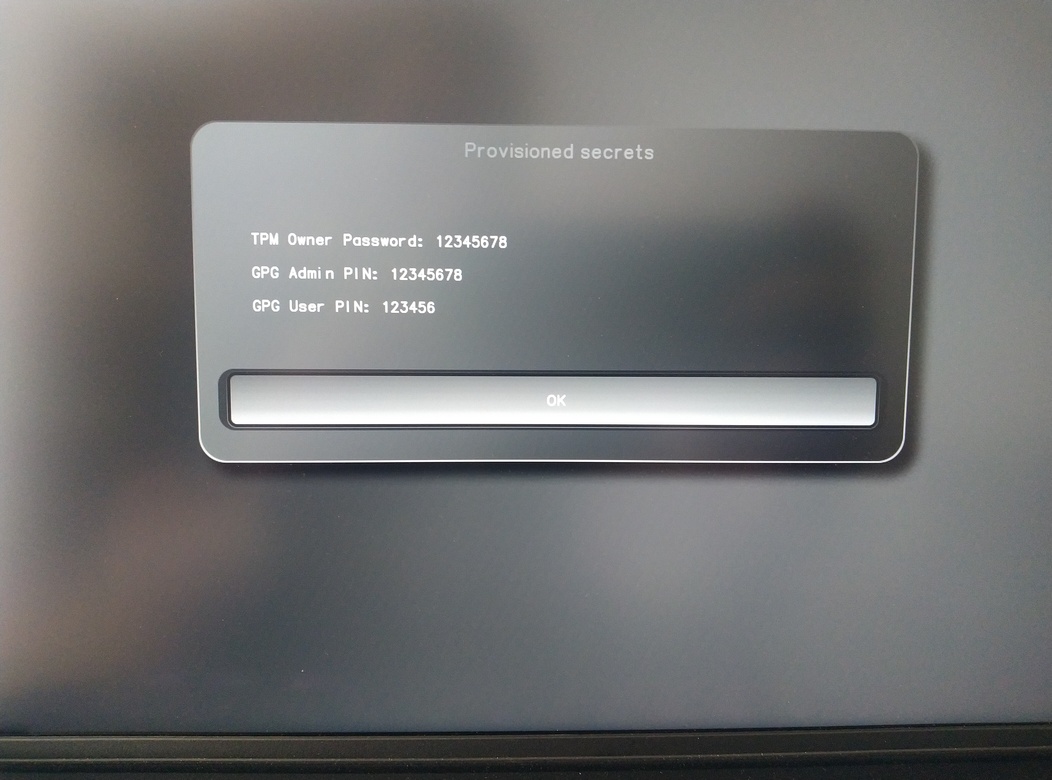 Provisioned secrets
TPM Owner Password: 12345678
GPG Admin PIN: 12345678
GPG User PIN: 123456
OK